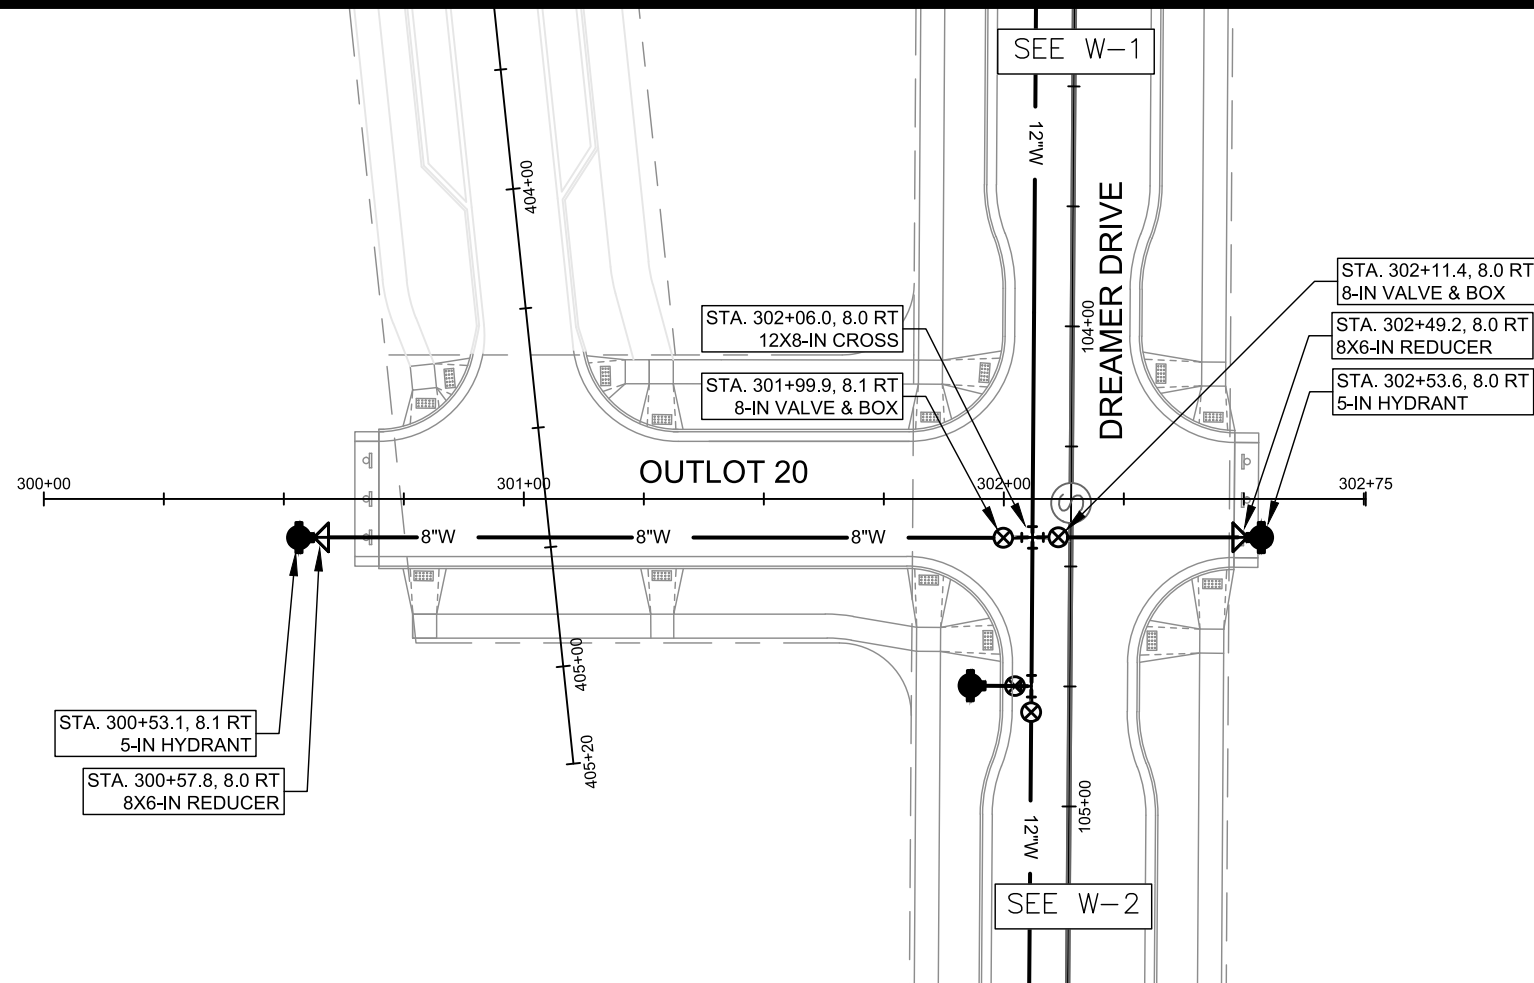 SEE W-1
12"W
404+00
DREAMER DRIVE
104+00
STA. 302+11.4, 8.0 RT
8-IN VALVE & BOX
STA. 302+06.0, 8.0 RT
12X8-IN CROSS
STA. 302+49.2, 8.0 RT
8X6-IN REDUCER
STA. 301+99.9, 8.1 RT
8-IN VALVE & BOX
STA. 302+53.6, 8.0 RT
5-IN HYDRANT
OUTLOT 20
300+00
301+00
302+00
302+75
S
8"W
8"W
8"W
405+00
STA. 300+53.1, 8.1 RT
5-IN HYDRANT
405+20
STA. 300+57.8, 8.0 RT
8X6-IN REDUCER
105+00
12"W
SEE W-2